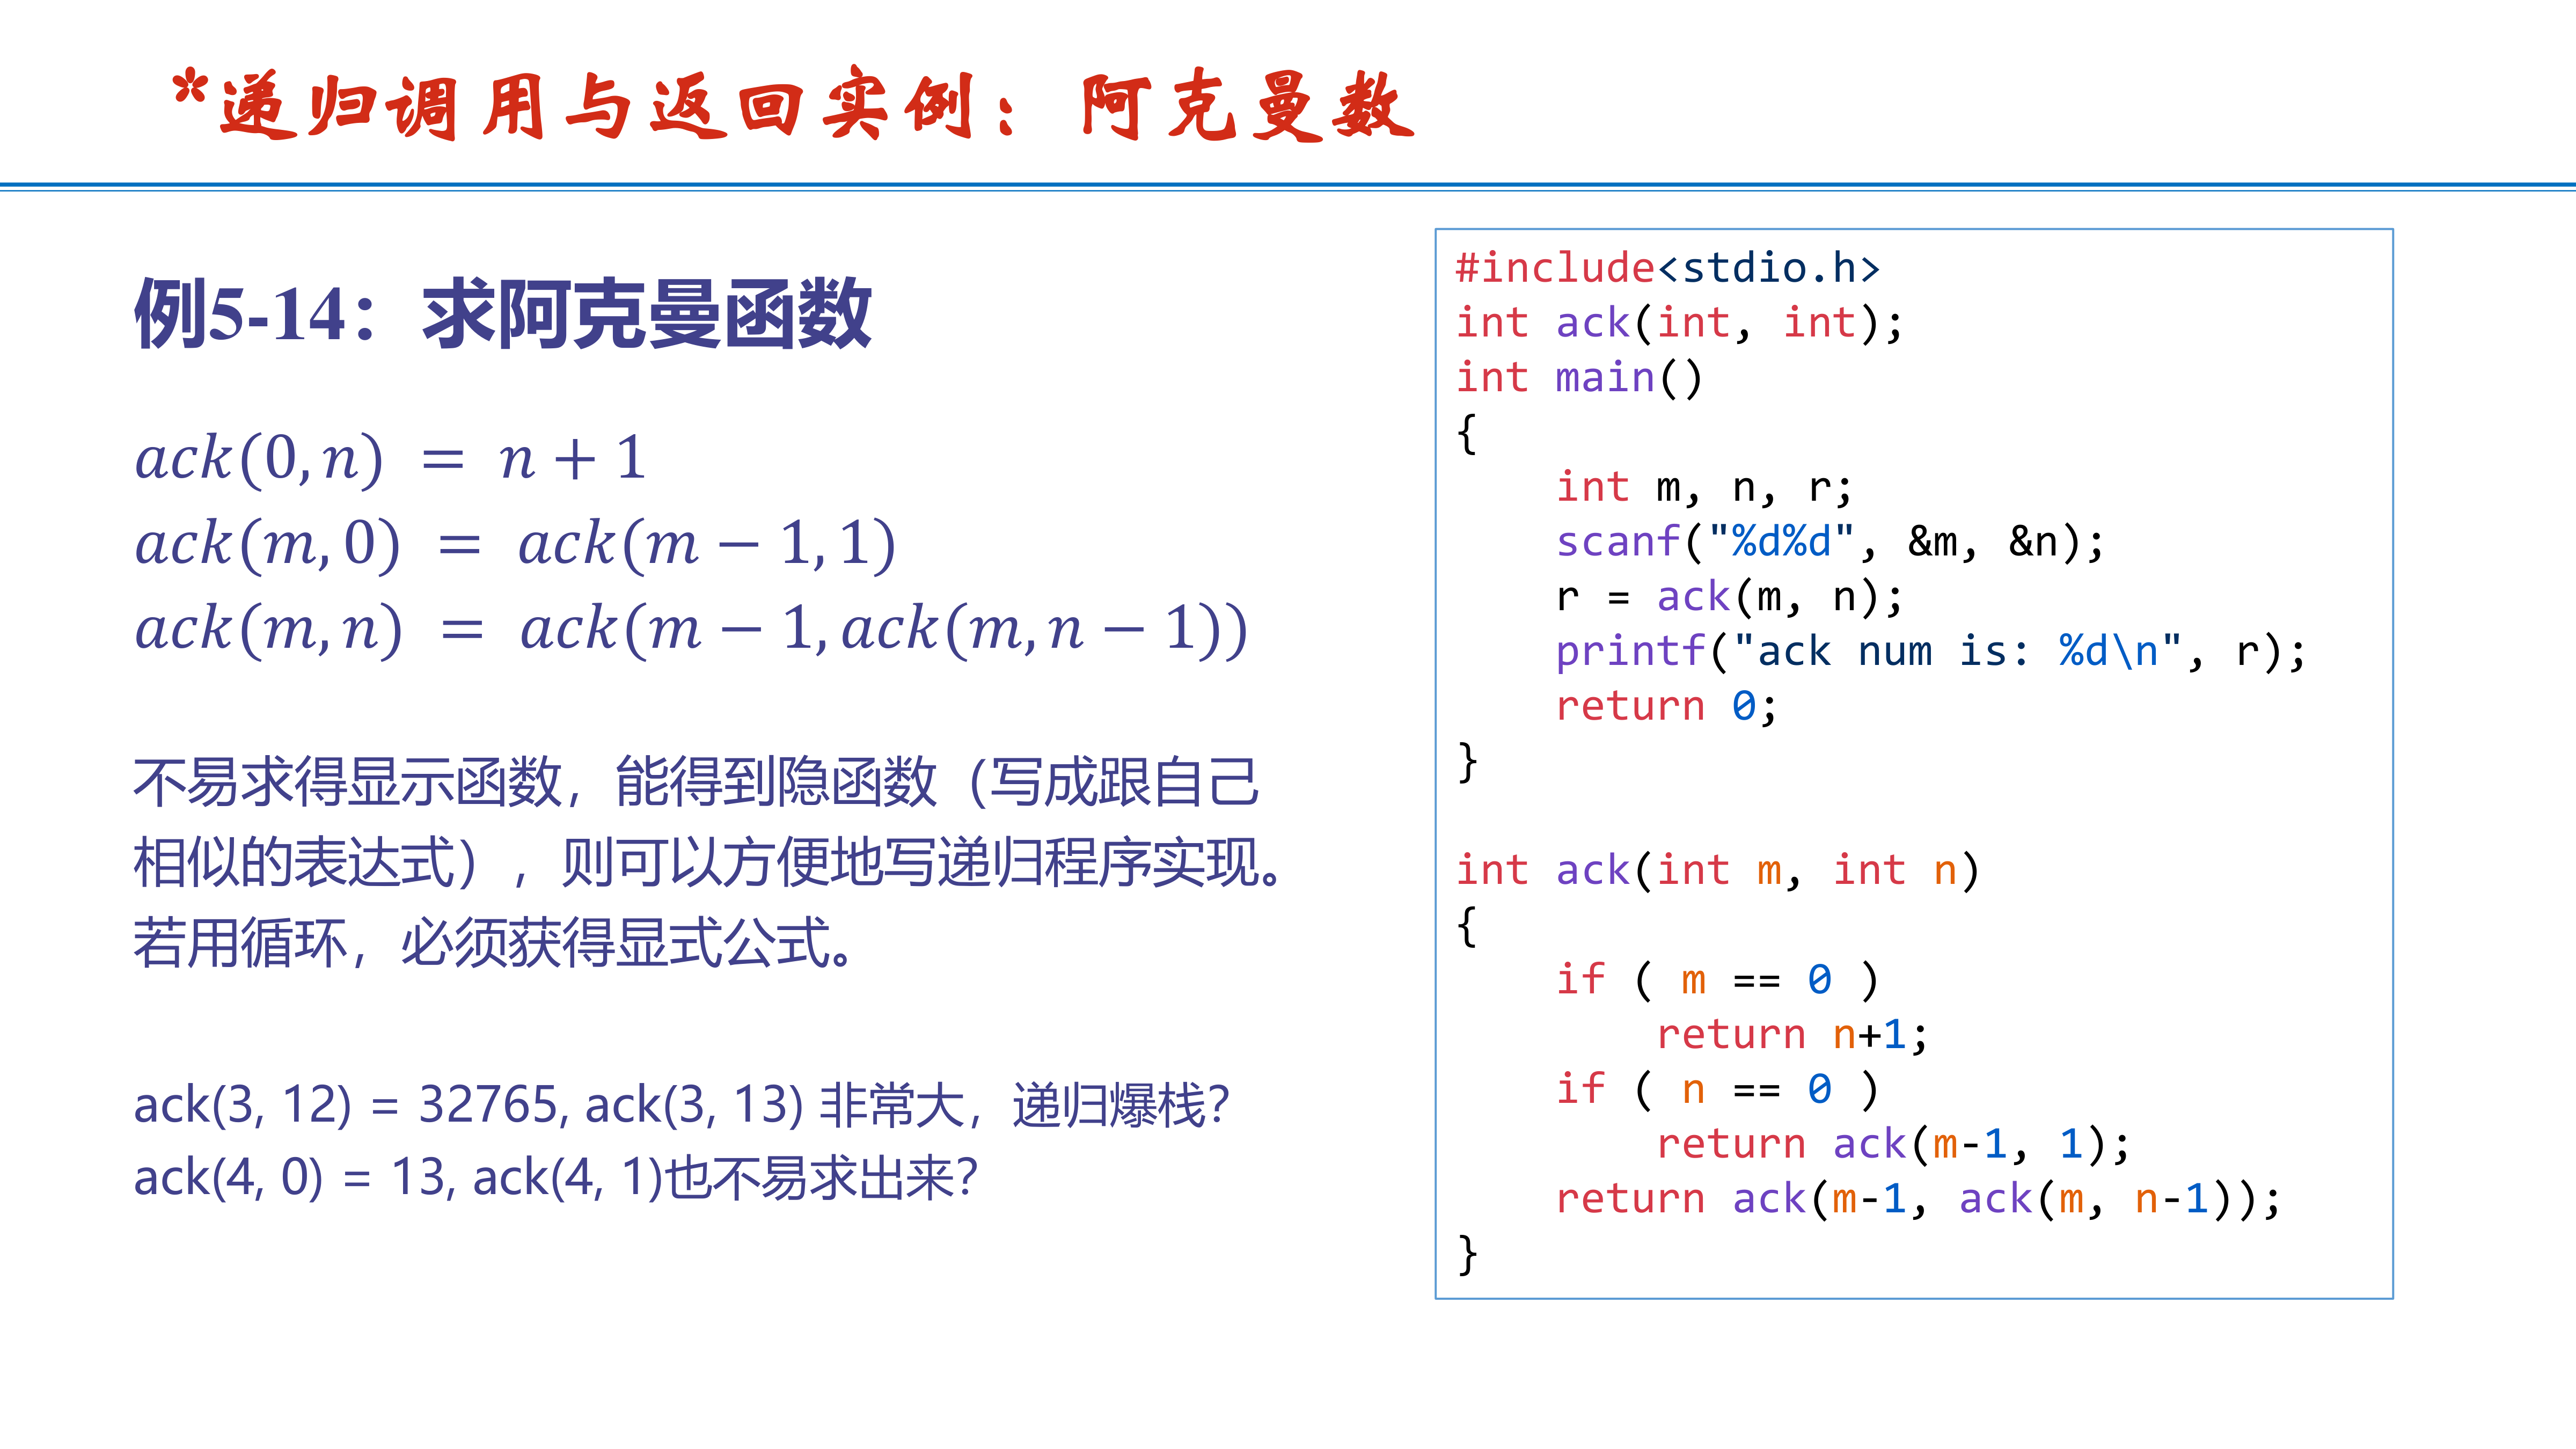 *递归调用与返回实例：阿克曼数
例5-14：求阿克曼函数
ack(0,n) = n + 1
ack(m,0) = ack(m − 1,1)
ack(m,n) = ack(m − 1,ack(m,n − 1))
不易求得显示函数，能得到隐函数（写成跟自己
相似的表达式），则可以方便地写递归程序实现。
若用循环，必须获得显式公式。
ack(3, 12) = 32765, ack(3, 13) 非常大，递归爆栈？
ack(4, 0) = 13, ack(4, 1)也不易求出来？
#include<stdio.h>
int ack(int, int);
int main()
{
    int m, n, r;
    scanf("%d%d", &m, &n);
    r = ack(m, n);
    printf("ack num is: %d\n", r);
    return 0;
}
int ack(int m, int n)
{
    if ( m == 0 )
        return n+1;
    if ( n == 0 )
        return ack(m-1, 1);
    return ack(m-1, ack(m, n-1));
}